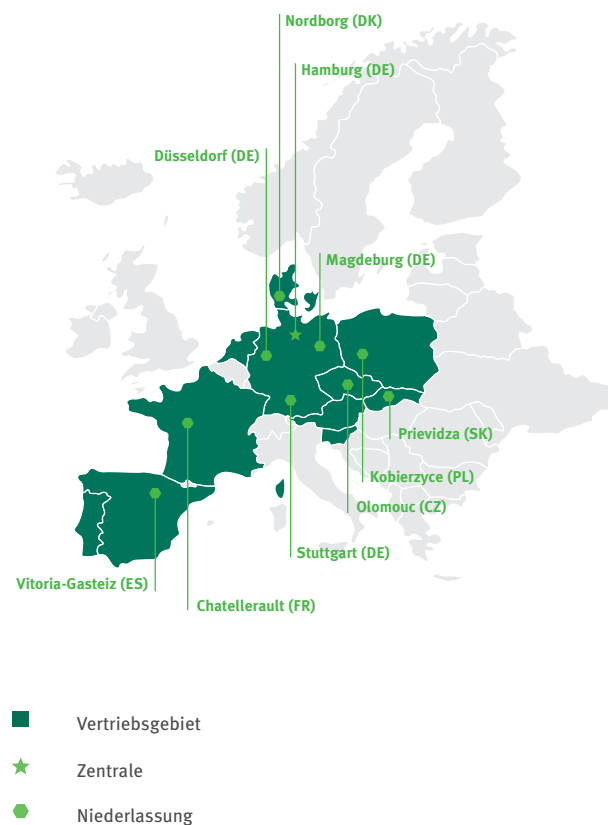 Nordborg (DK)
Hamburg (DE)
Düsseldorf (DE)
Magdeburg (DE)
Prievidza (SK)
Kobierzyce (PL)
Olomouc (CZ)
Stuttgart (DE)
Vitoria-Gasteiz (ES)
Chatellerault (FR)
Vertriebsgebiet
Zentrale
Niederlassung